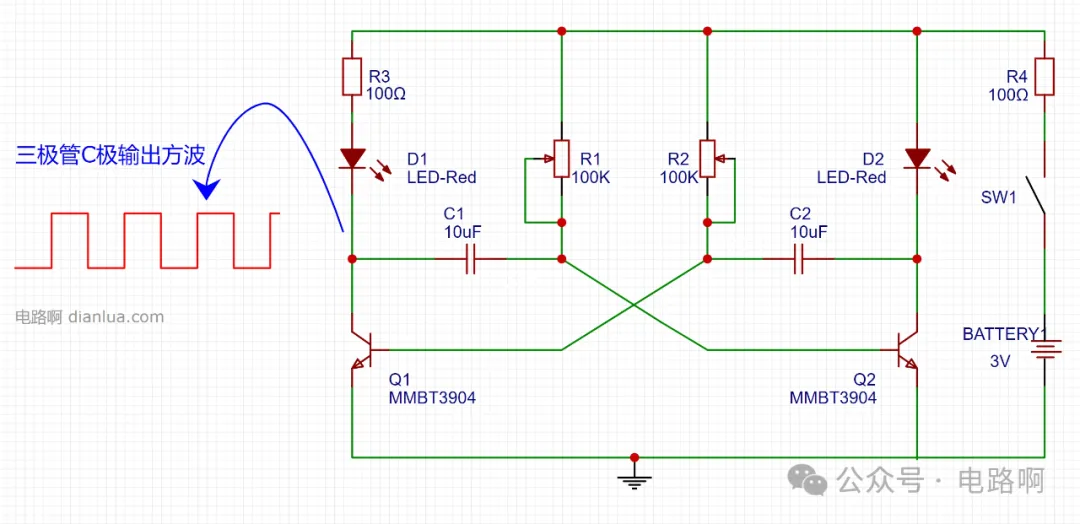 R3
100Ω
R4
100Ω
三极管C极输出方波
D1
LED-Red
R1
100K
R2
100K
D2
LED-Red
SW1
C1
10uF
C2
10uF
电路啊 dianlua.com
BATTERY1
3V
Q1
MMBT3904
Q2
MMBT3904
公众号 · 电路啊